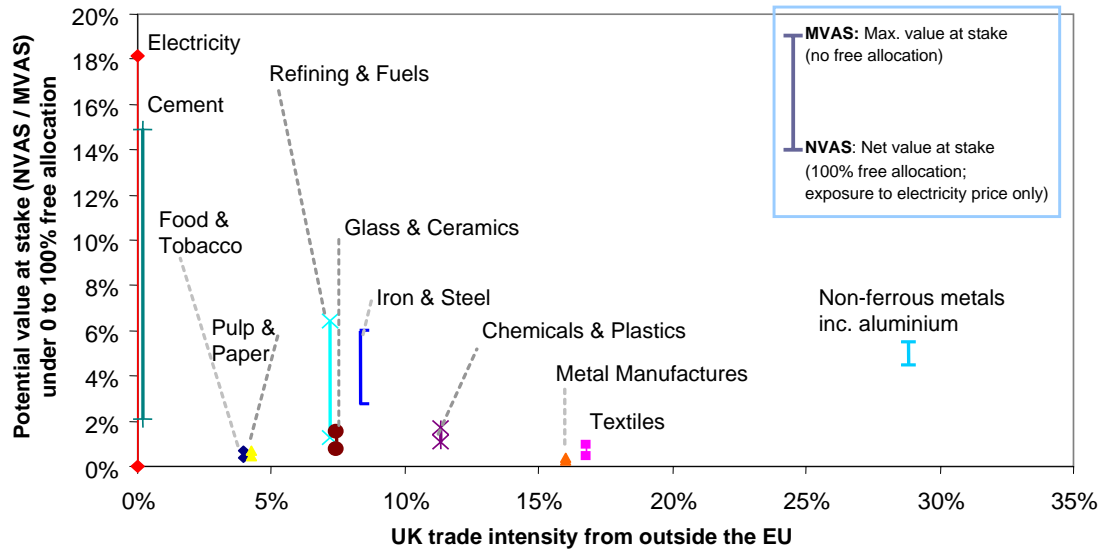 Potential value at stake (NVAS / MVAS)
under 0 to 100% free allocation
20%
18%
16%
14%
12%
10%
8%
6%
4%
2%
0%
Electricity
Cement
Refining & Fuels
Food &
Tobacco
Pulp &
Paper
Glass & Ceramics
Iron & Steel
Chemicals & Plastics
Metal Manufactures
Textiles
Non-ferrous metals
inc. aluminium
MVAS: Max. value at stake
(no free allocation)
NVAS: Net value at stake
(100% free allocation;
exposure to electricity price only)
0%
5%
10%
15%
20%
25%
30%
35%
UK trade intensity from outside the EU